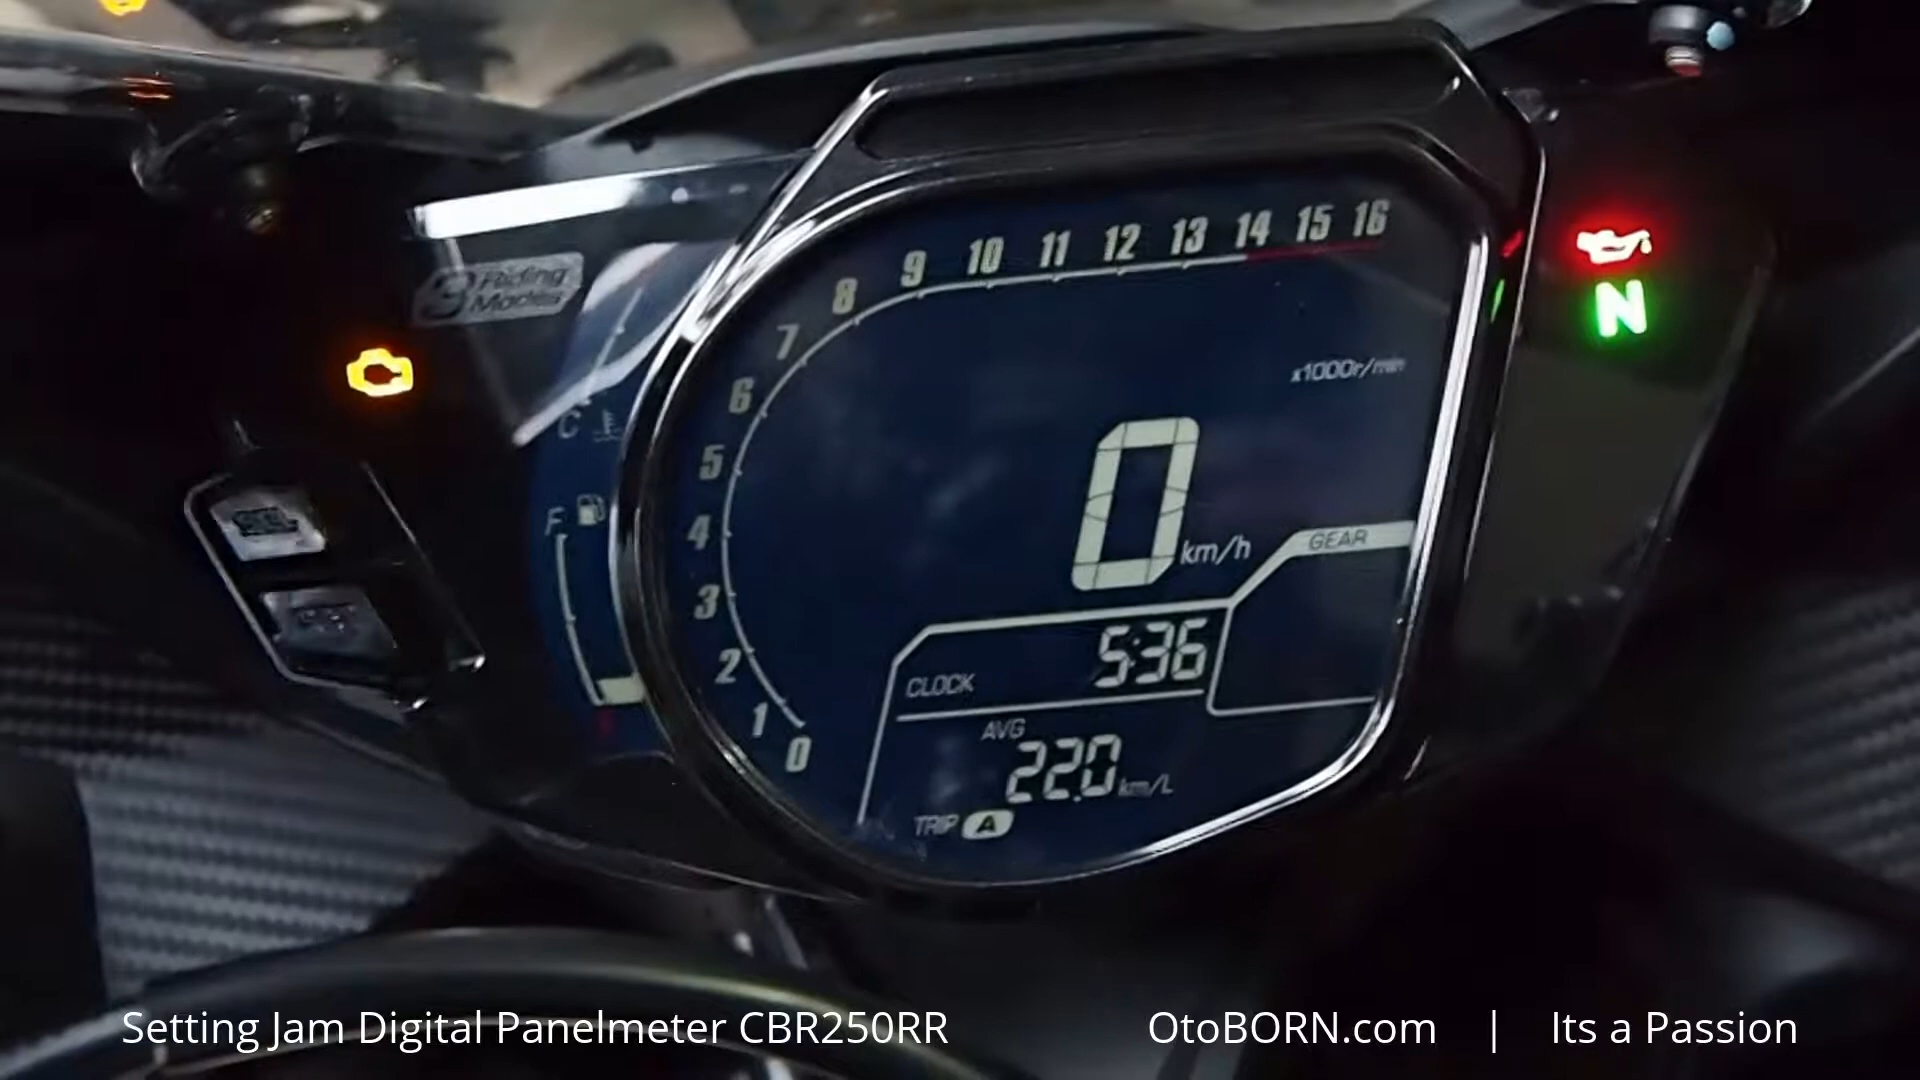 3 Riding
Modes
8 9 10 11 12 13 14 15 16
7
6
5
4
3
2
1
0
x1000r/min
C
F
0 km/h
GEAR
CLOCK 5:36
AVG
22.0 km/L
TRIP A
N
Setting Jam Digital Panelmeter CBR250RR
OtoBORN.com | Its a Passion